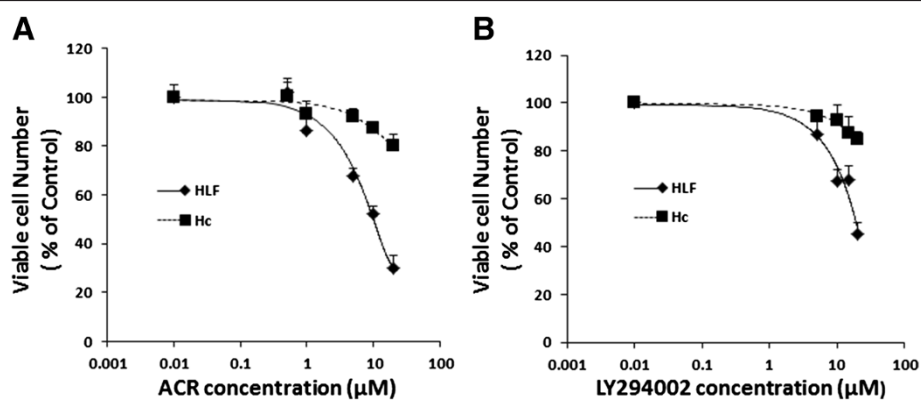 A
Viable cell Number
( % of Control)
120
100
80
60
40
20
0
HLF
Hc
0.001 0.01 0.1 1 10 100
ACR concentration (µM)
B
Viable cell Number
( % of Control)
120
100
80
60
40
20
0
HLF
Hc
0.001 0.01 0.1 1 10 100
LY294002 concentration (µM)